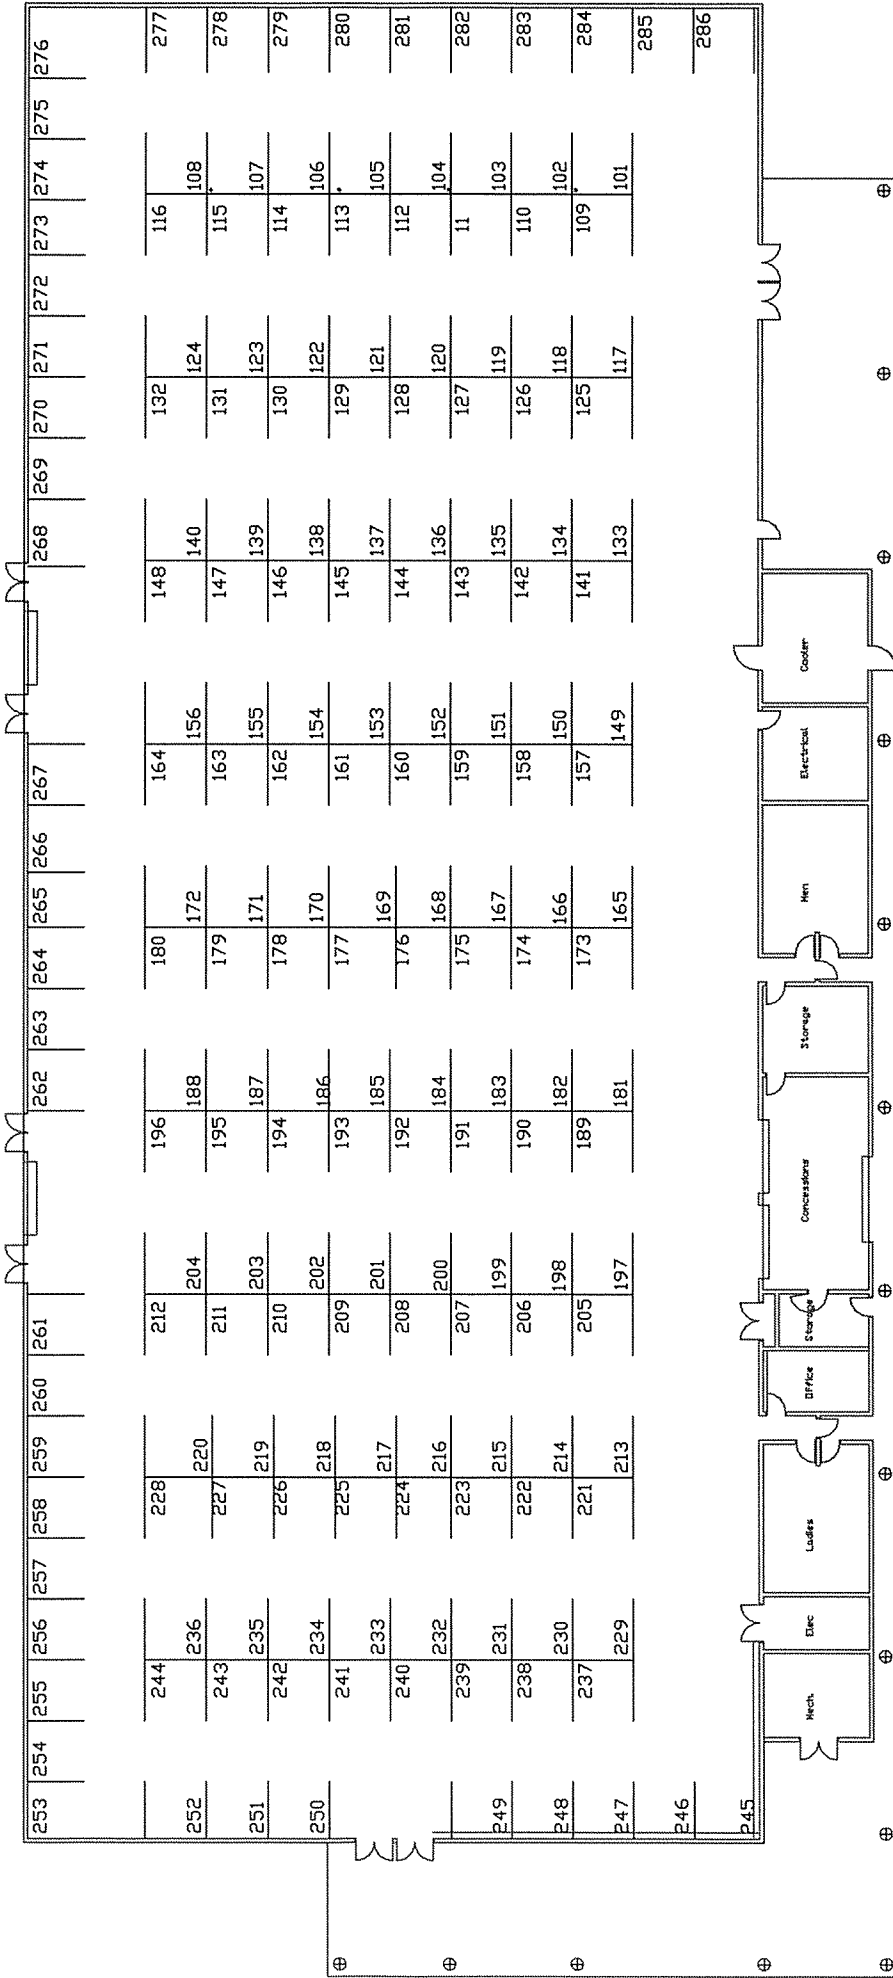 253 254 255 256 257 258 259 260 261 262 263 264 265 266 267 268 269 270 271 272 273 274 275 276
244 228 212 196 180 164 148 132 116 277
252 236 220 204 188 172 156 140 124 108
243 227 211 195 179 163 147 131 115 278
251 235 219 203 187 171 155 139 123 107
242 226 210 194 178 162 146 130 114 279
250 234 218 202 186 170 154 138 122 106
241 225 209 193 177 161 145 129 113 280
233 217 201 185 169 153 137 121 105
240 224 208 192 176 160 144 128 112 281
232 216 200 184 168 152 136 120 104
239 223 207 191 175 159 143 127 11 282
249 231 215 199 183 167 151 135 119 103
238 222 206 190 174 158 142 126 110 283
248 230 214 198 182 166 150 134 118 102
237 221 205 189 173 157 141 125 109 284
247 229 213 197 181 165 149 133 117 101
285
246 286
245
Mech. Elec Ladies Office Storage Concessions Storage Men Electrical Cooler